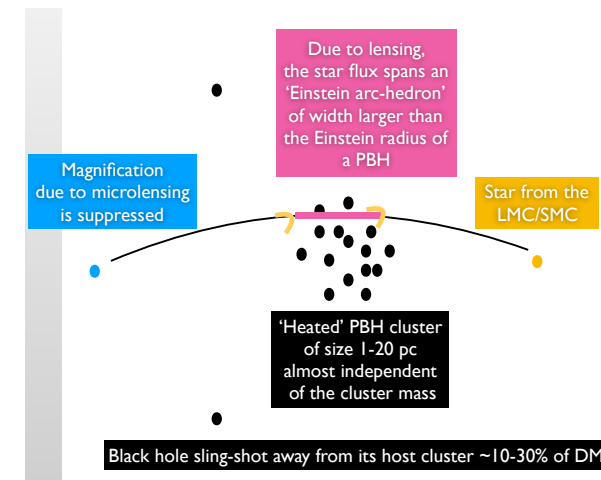 Due to lensing,
the star flux spans an
‘Einstein arc-hedron’
of width larger than
the Einstein radius of
a PBH
Magnification
due to microlensing
is suppressed
Star from the
LMC/SMC
‘Heated’ PBH cluster
of size 1-20 pc
almost independent
of the cluster mass
Black hole sling-shot away from its host cluster ~10-30% of DM